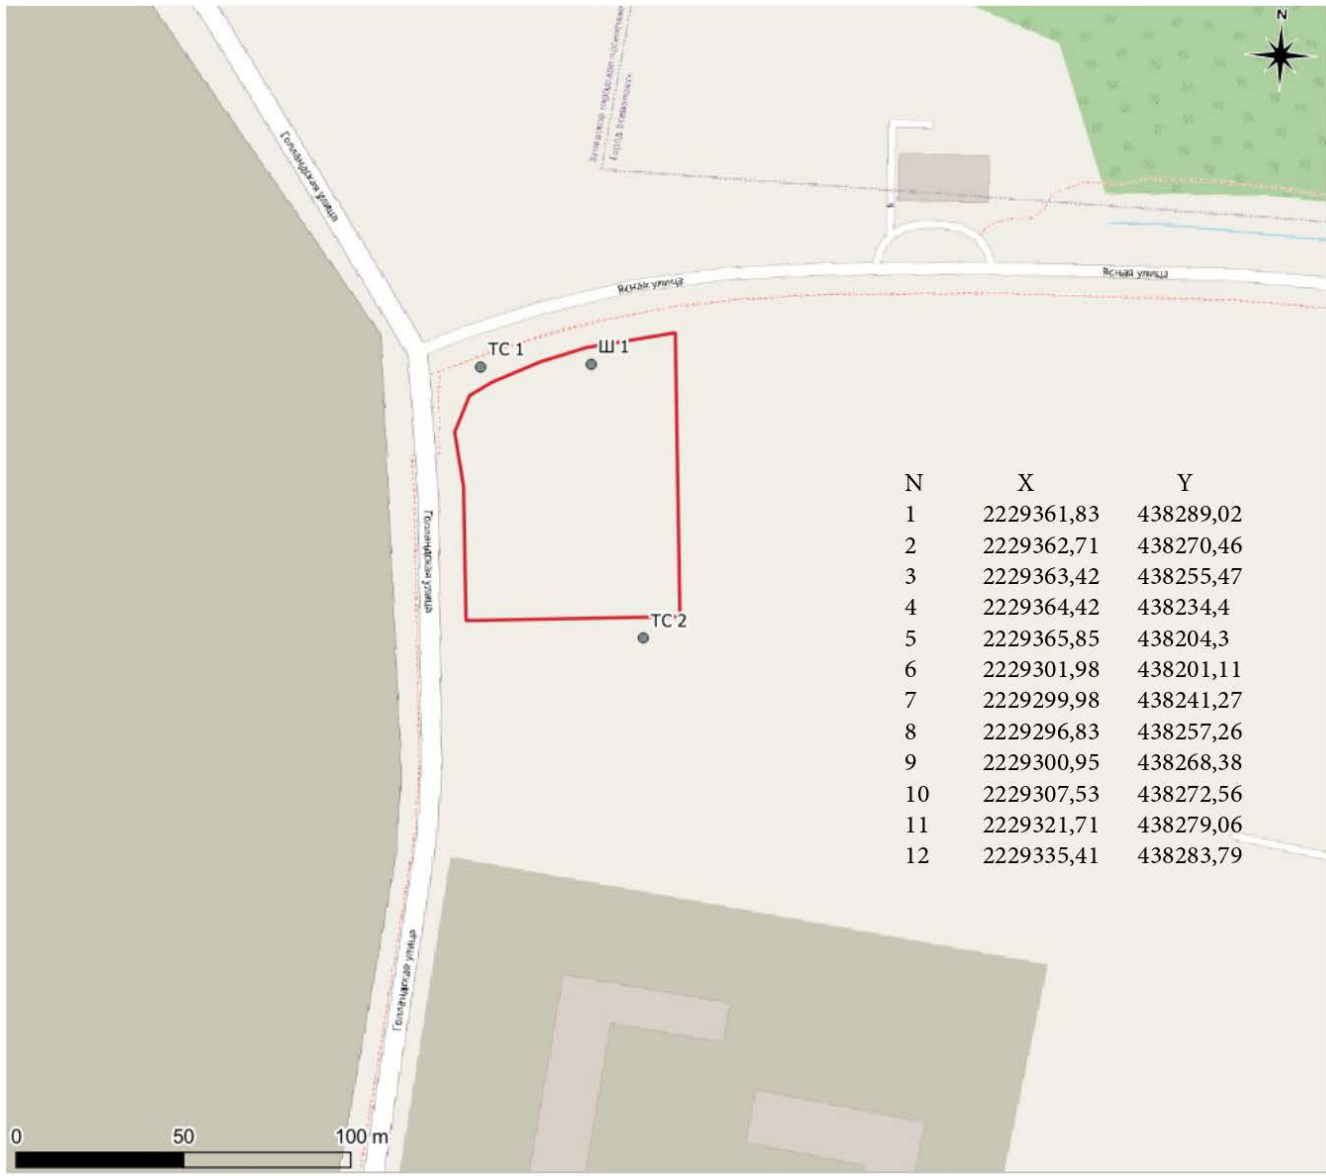 N
Голландская улица
Ясная улица
Ясная улица
ТС 1
Ш 1
Голландская улица
ТС 2
N X Y
1 2229361,83 438289,02
2 2229362,71 438270,46
3 2229363,42 438255,47
4 2229364,42 438234,4
5 2229365,85 438204,3
6 2229301,98 438201,11
7 2229299,98 438241,27
8 2229296,83 438257,26
9 2229300,95 438268,38
10 2229307,53 438272,56
11 2229321,71 438279,06
12 2229335,41 438283,79
Голландская улица
0 50 100 m